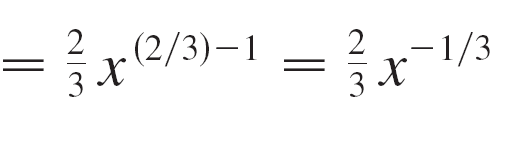 = 2/3 x^(2/3)−1 = 2/3 x^−1/3